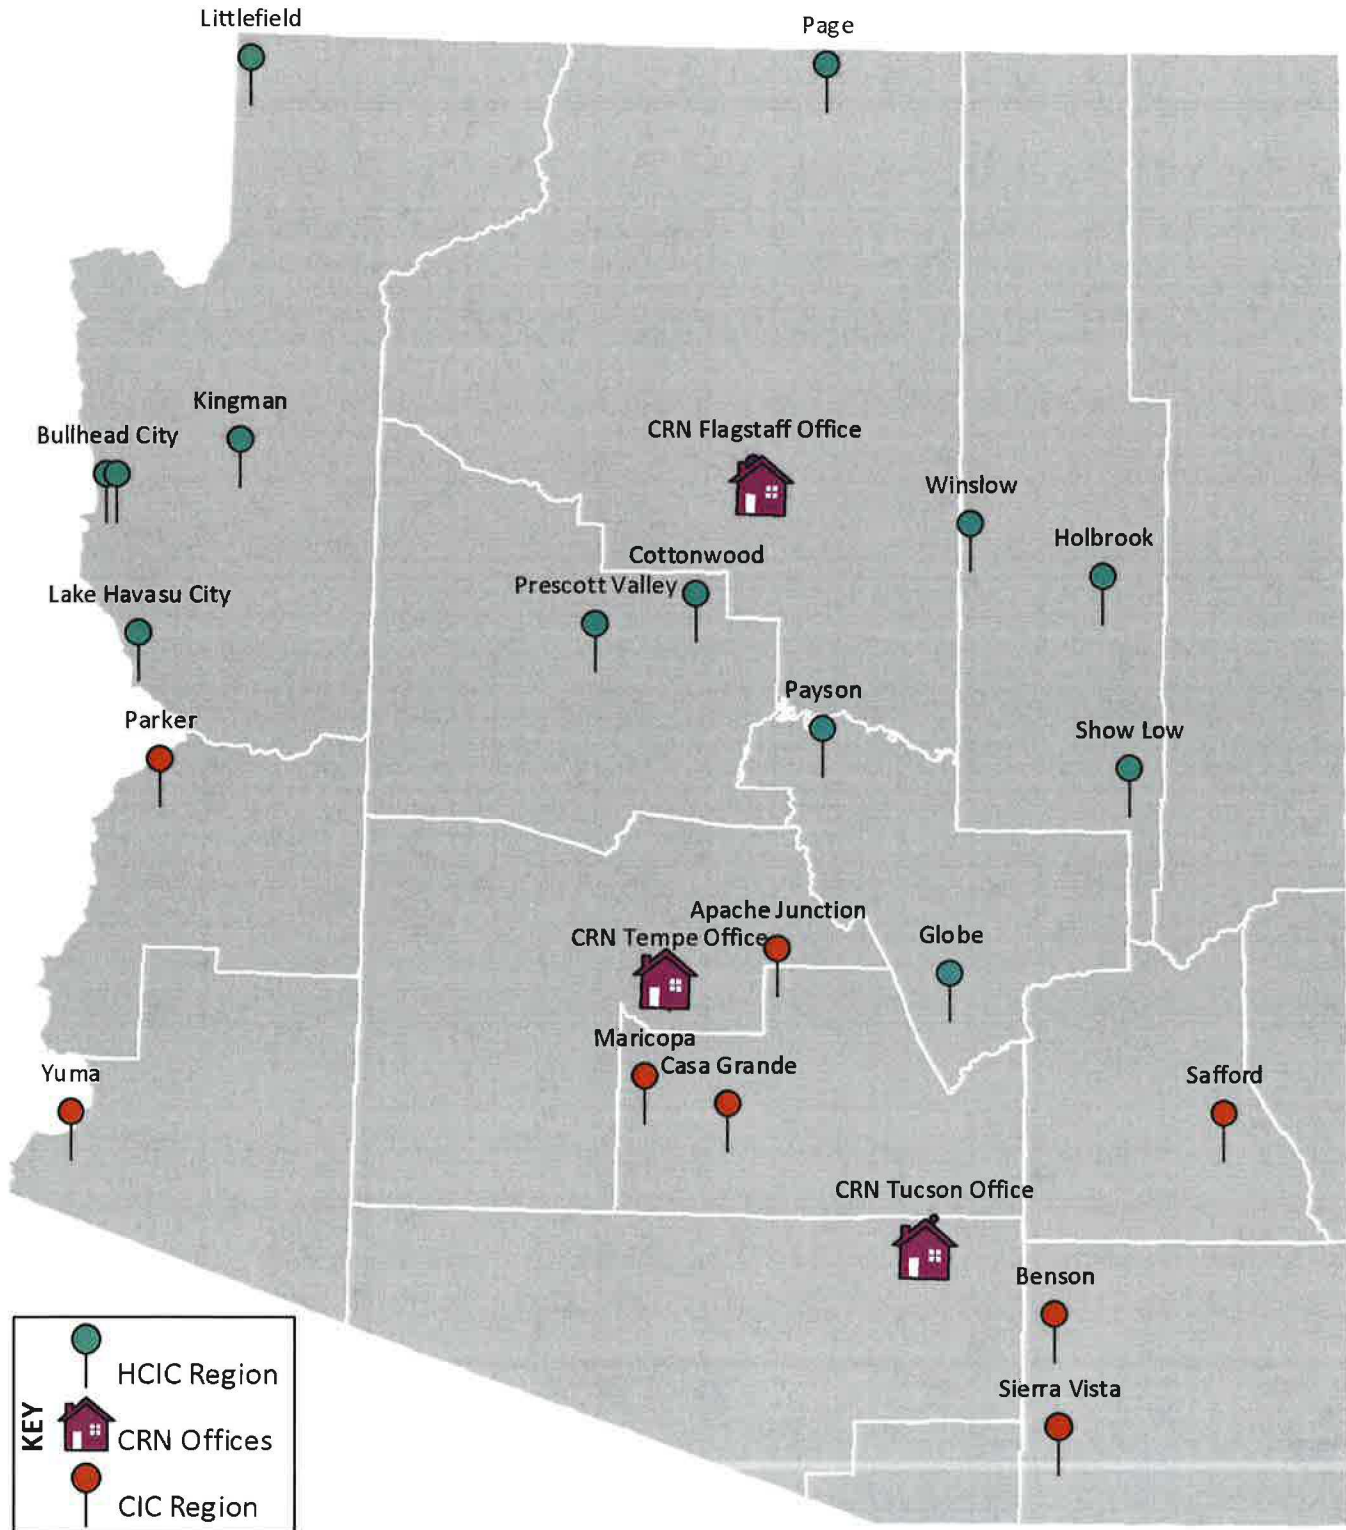 Littlefield
Page
Kingman
Bullhead City
CRN Flagstaff Office
Winslow
Holbrook
Cottonwood
Prescott Valley
Lake Havasu City
Payson
Parker
Show Low
Apache Junction
CRN Tempe Office
Globe
Maricopa
Casa Grande
Yuma
Safford
CRN Tucson Office
Benson
Sierra Vista
KEY
HCIC Region
CRN Offices
CIC Region